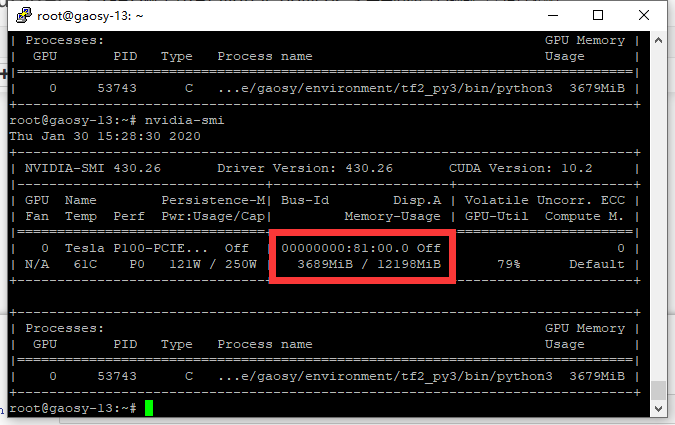 root@gaosy-13: ~
| Processes:                                                       GPU Memory |
|  GPU       PID   Type   Process name                             Usage      |
|=============================================================================|
|    0     53743      C   ...e/gaosy/environment/tf2_py3/bin/python3  3679MiB |
+-----------------------------------------------------------------------------+
root@gaosy-13:~# nvidia-smi
Thu Jan 30 15:28:30 2020
+-----------------------------------------------------------------------------+
| NVIDIA-SMI 430.26       Driver Version: 430.26       CUDA Version: 10.2     |
|-------------------------------+----------------------+----------------------+
| GPU  Name        Persistence-M| Bus-Id        Disp.A | Volatile Uncorr. ECC |
| Fan  Temp  Perf  Pwr:Usage/Cap|         Memory-Usage | GPU-Util  Compute M. |
|===============================+======================+======================|
|   0  Tesla P100-PCIE...  Off  | 00000000:81:00.0 Off |                    0 |
| N/A   61C    P0   121W / 250W |   3689MiB / 12198MiB |     79%      Default |
+-------------------------------+----------------------+----------------------+
+-----------------------------------------------------------------------------+
| Processes:                                                       GPU Memory |
|  GPU       PID   Type   Process name                             Usage      |
|=============================================================================|
|    0     53743      C   ...e/gaosy/environment/tf2_py3/bin/python3  3679MiB |
+-----------------------------------------------------------------------------+
root@gaosy-13:~#